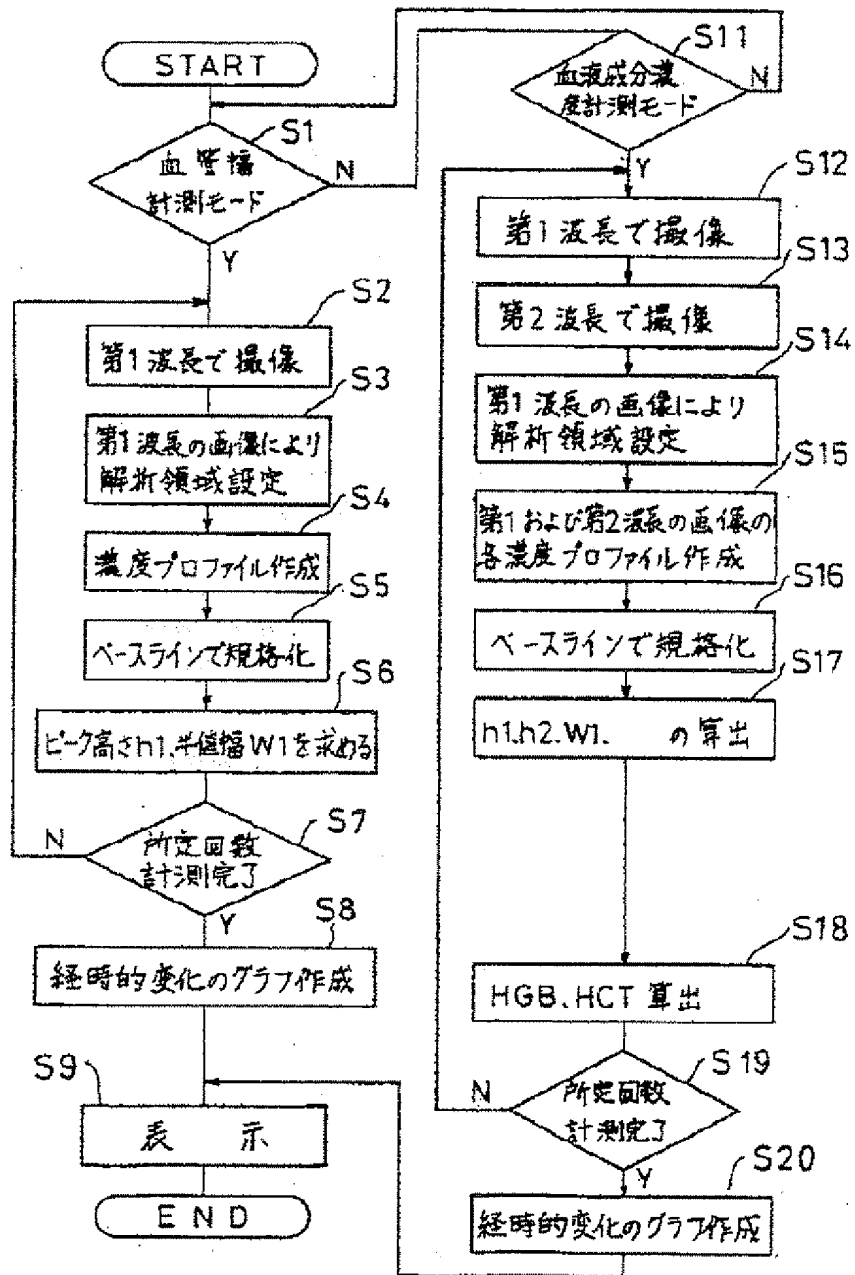 START
S1
血管幅
計測モード
N
Y
S2
第1波長で撮像
S3
第1波長の画像により
解析領域設定
S4
濃度プロファイル作成
S5
ベースラインで規格化
S6
ピーク高さh1.半値幅W1を求める
S7
所定回数
計測完了
N
Y
S8
経時的変化のグラフ作成
S9
表 示
END
S11
血液成分濃
度計測モード
N
Y
S12
第1波長で撮像
S13
第2波長で撮像
S14
第1波長の画像により
解析領域設定
S15
第1および第2波長の画像の
各濃度プロファイル作成
S16
ベースラインで規格化
S17
h1.h2.W1. の算出
S18
HGB.HCT 算出
S19
所定回数
計測完了
N
Y
S20
経時的変化のグラフ作成